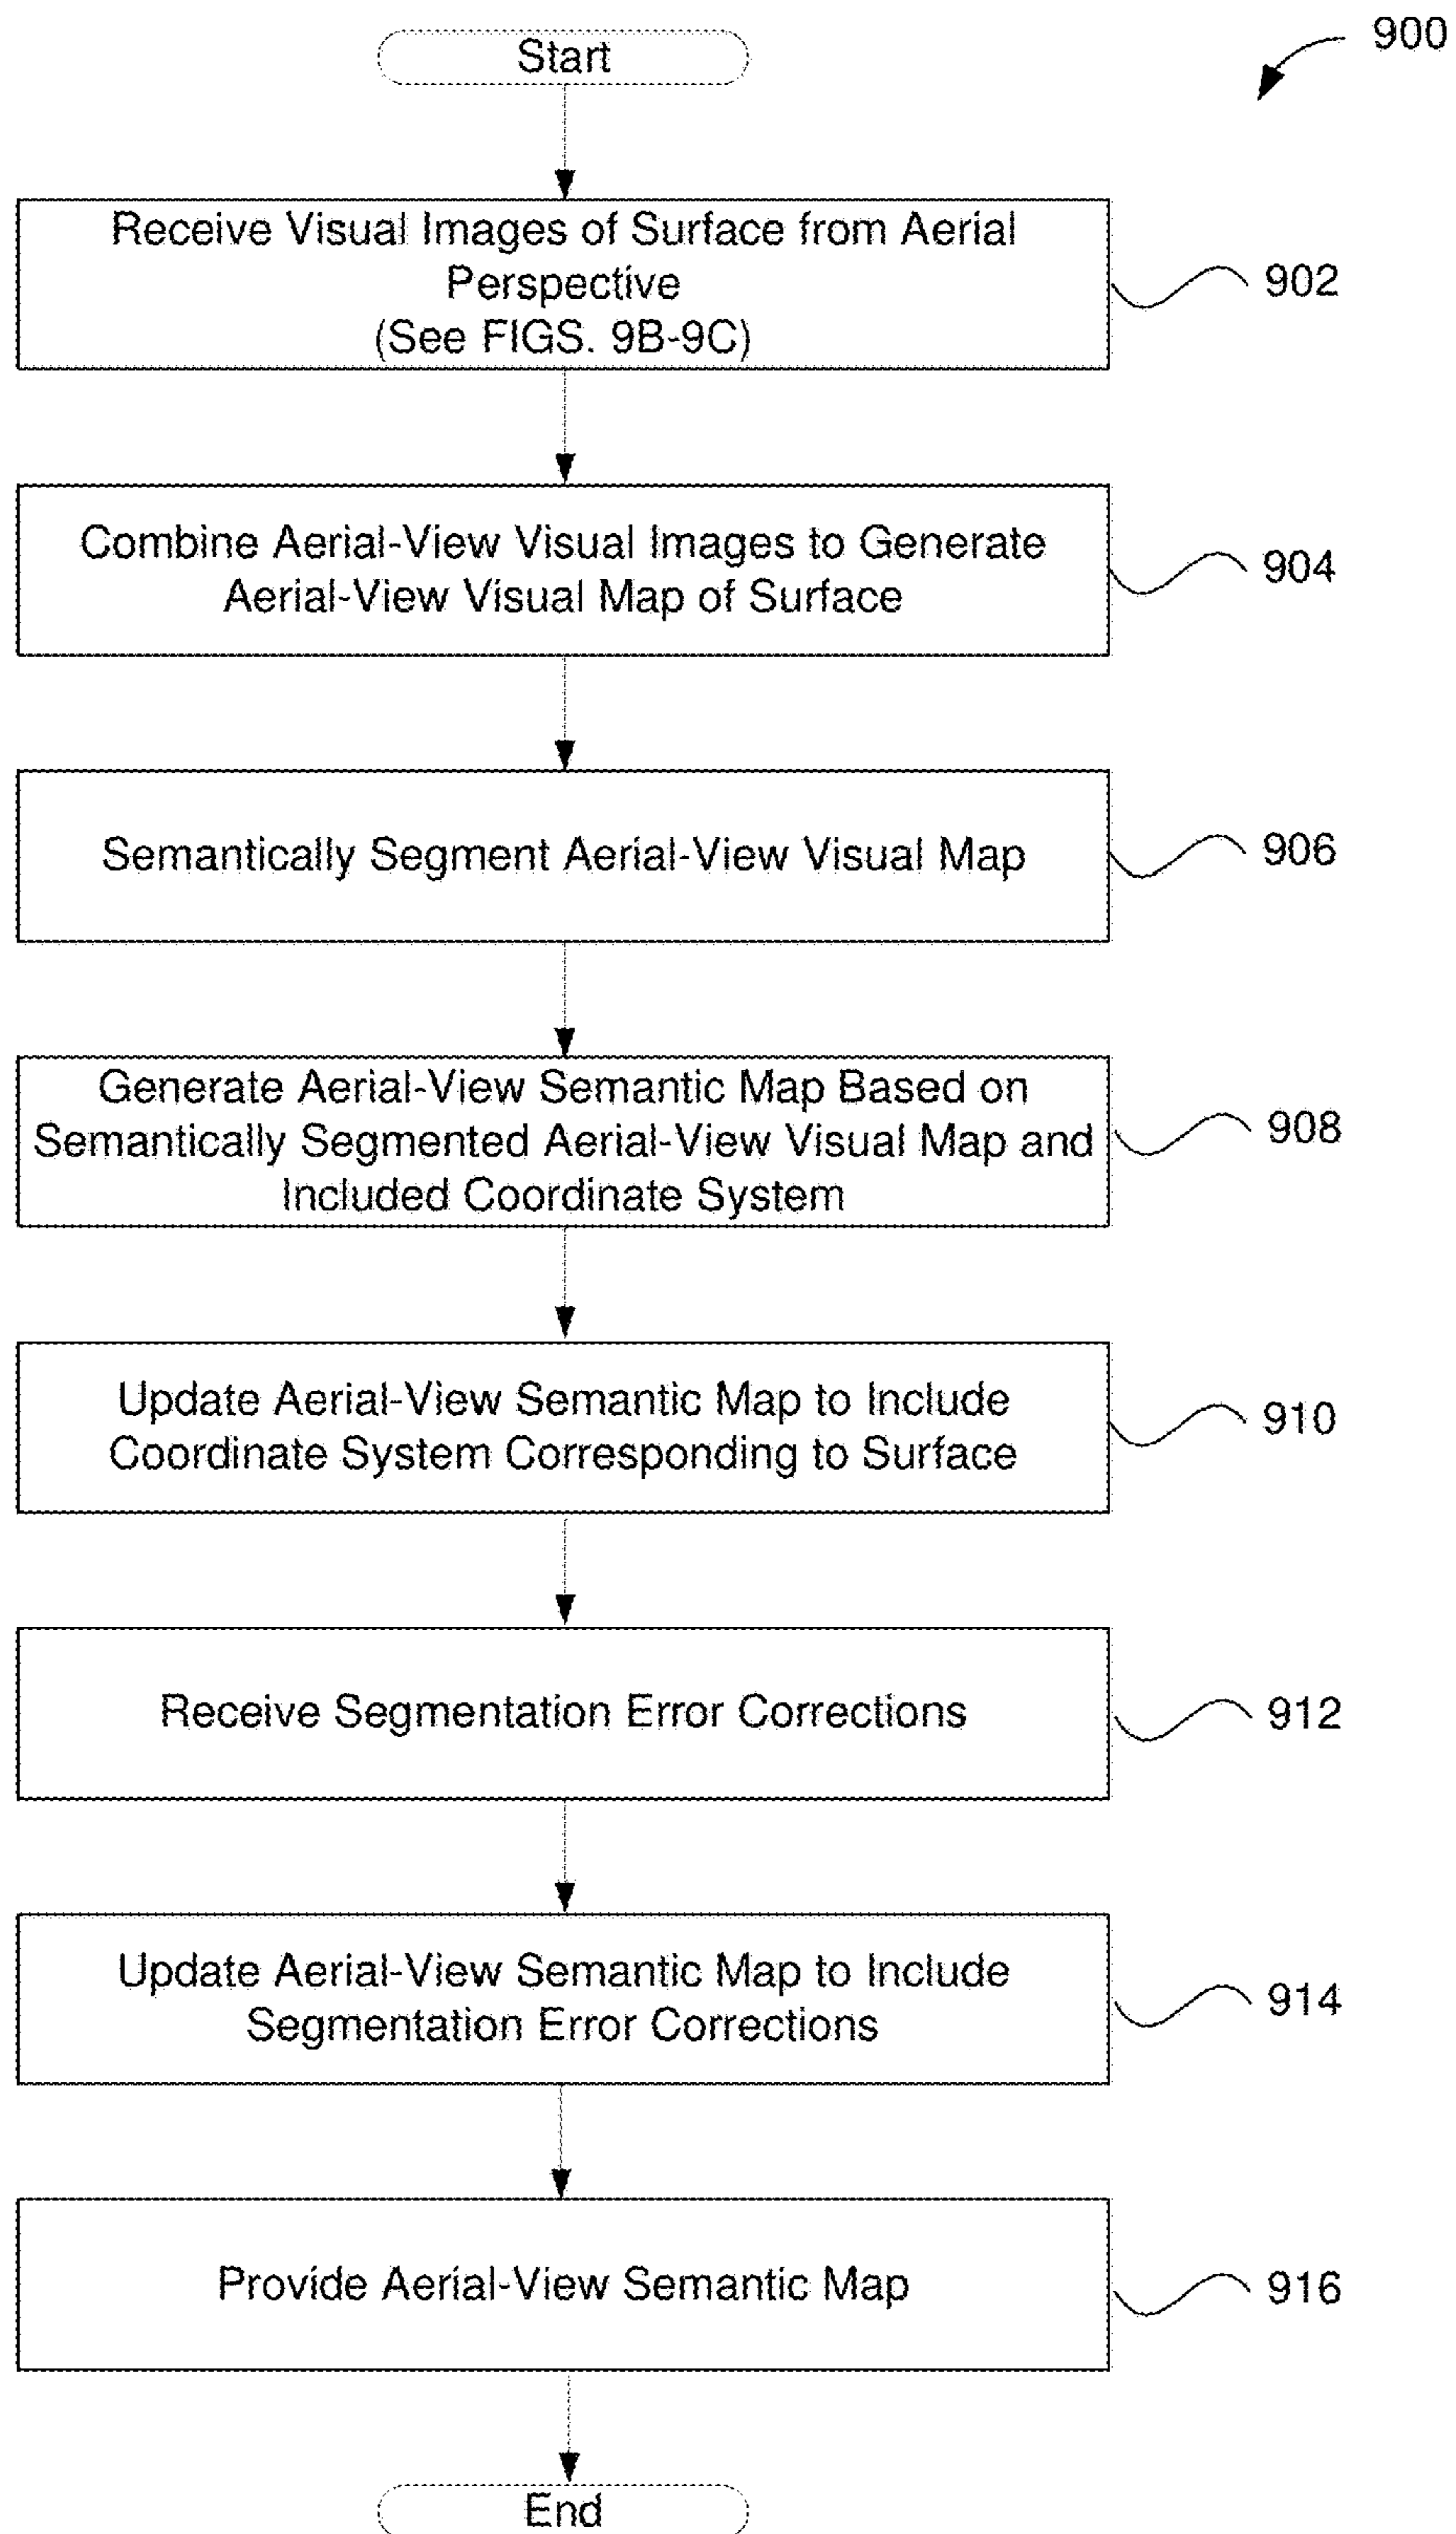 900
Start
Receive Visual Images of Surface from Aerial
Perspective
(See FIGS. 9B-9C)
902
Combine Aerial-View Visual Images to Generate
Aerial-View Visual Map of Surface
904
Semantically Segment Aerial-View Visual Map
906
Generate Aerial-View Semantic Map Based on
Semantically Segmented Aerial-View Visual Map and
Included Coordinate System
908
Update Aerial-View Semantic Map to Include
Coordinate System Corresponding to Surface
910
Receive Segmentation Error Corrections
912
Update Aerial-View Semantic Map to Include
Segmentation Error Corrections
914
Provide Aerial-View Semantic Map
916
End